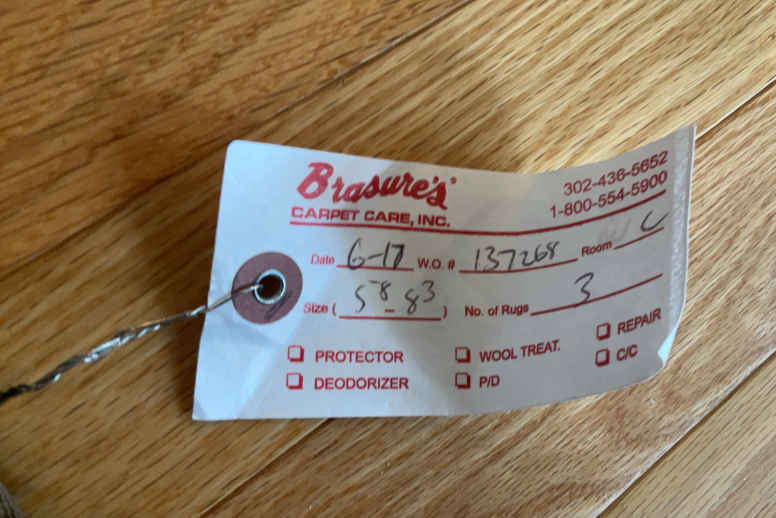 Brasure's
CARPET CARE, INC.
302-436-5652
1-800-554-5900
Date 6-17 W.O. # 137268 Room C
Size ( 5 8 - 8 3 ) No. of Rugs 3
PROTECTOR WOOL TREAT. REPAIR
DEODORIZER P/D C/C